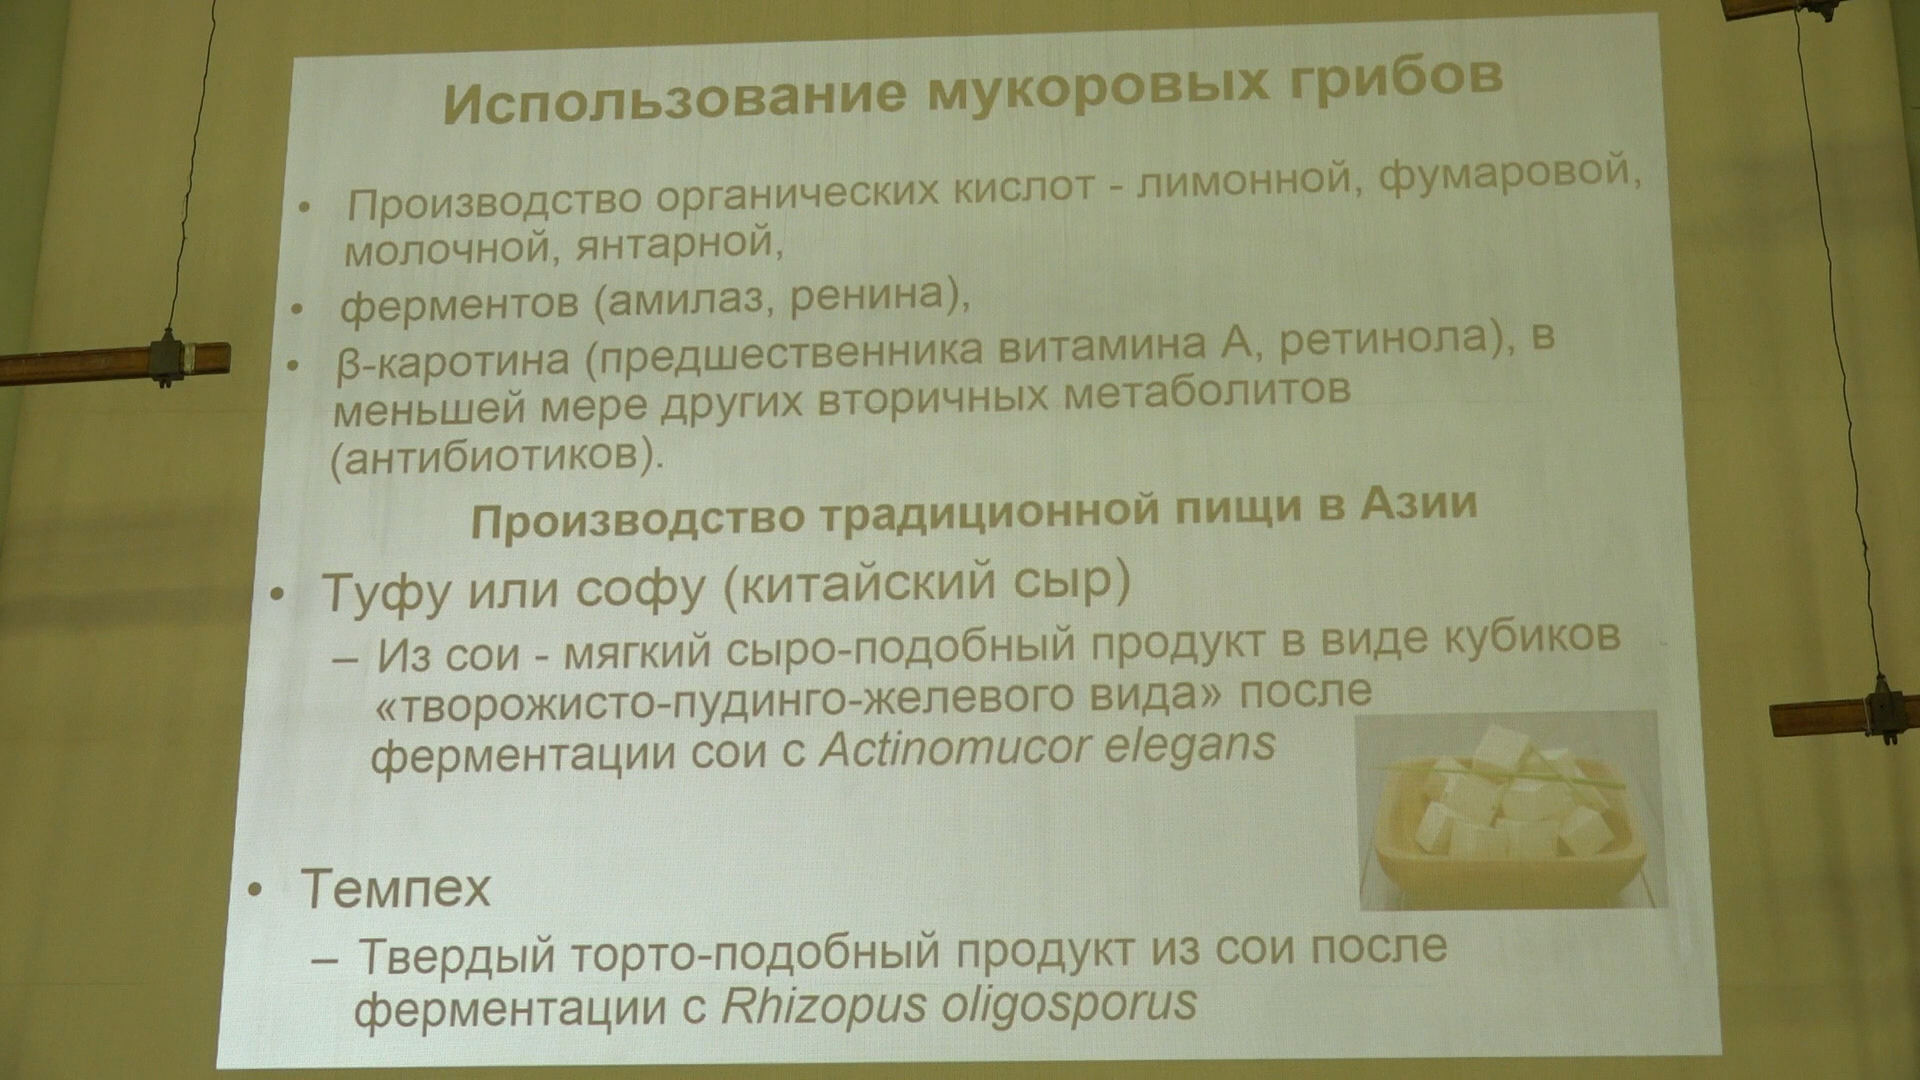 Использование мукоровых грибов
• Производство органических кислот - лимонной, фумаровой,
молочной, янтарной,
• ферментов (амилаз, ренина),
• β-каротина (предшественника витамина А, ретинола), в
меньшей мере других вторичных метаболитов
(антибиотиков).
Производство традиционной пищи в Азии
• Туфу или софу (китайский сыр)
– Из сои - мягкий сыро-подобный продукт в виде кубиков
«творожисто-пудинго-желевого вида» после
ферментации сои с Actinomucor elegans
• Темпех
– Твердый торто-подобный продукт из сои после
ферментации с Rhizopus oligosporus